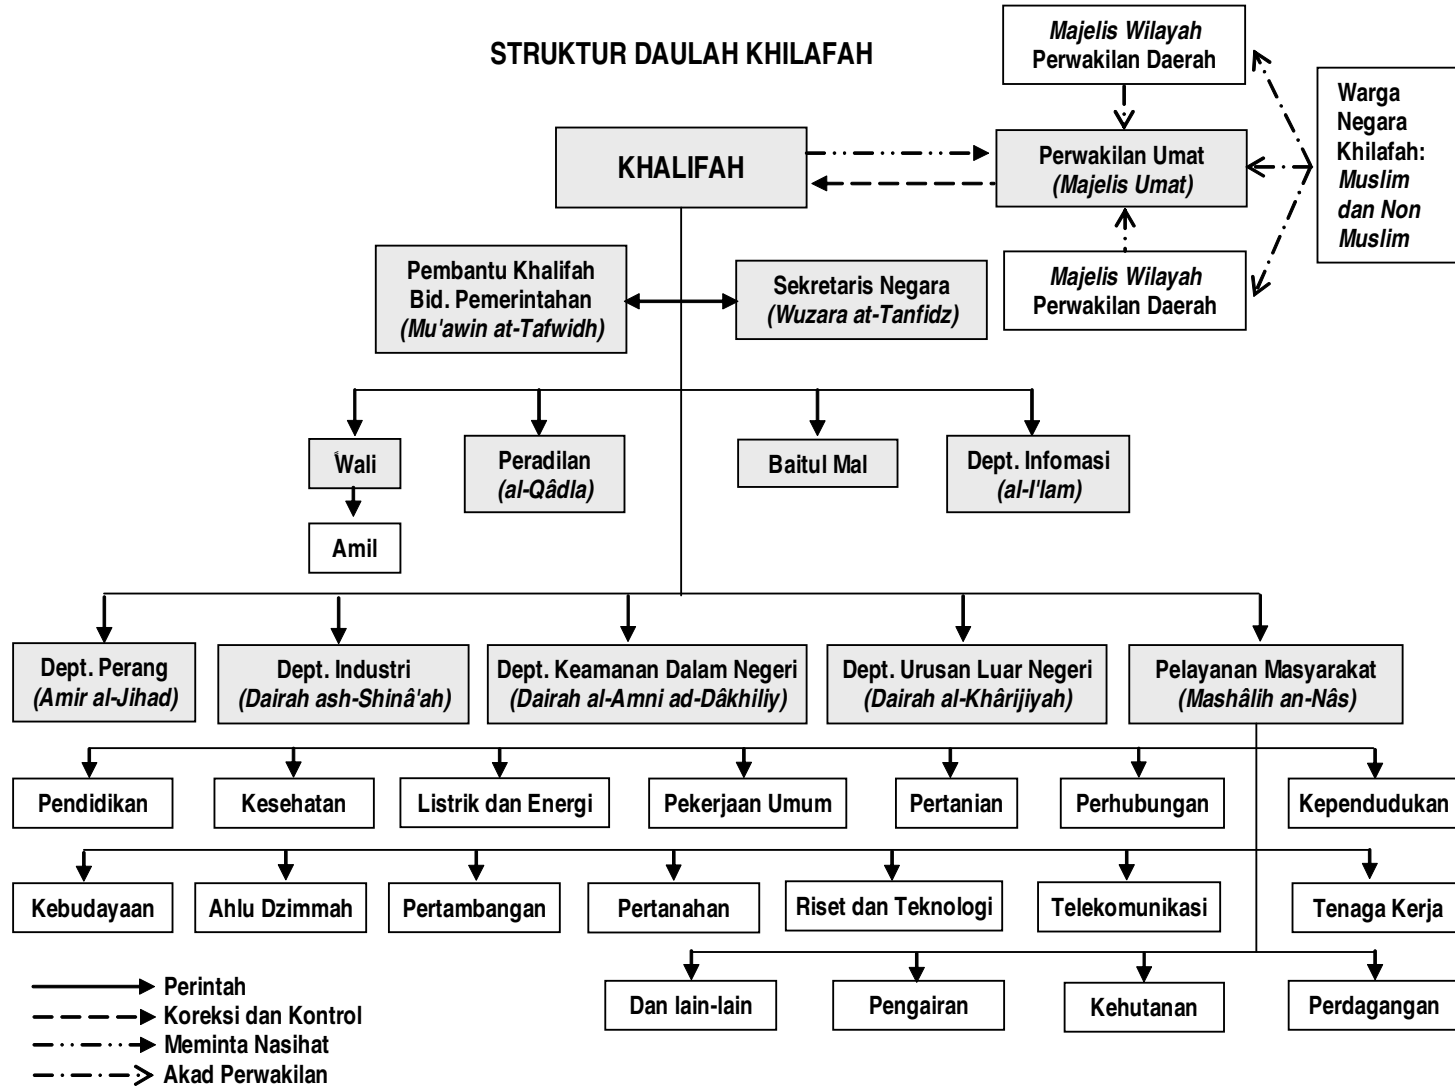 STRUKTUR DAULAH KHILAFAH
Majelis Wilayah
Perwakilan Daerah
Warga
Negara
Khilafah:
Muslim
dan Non
Muslim
KHALIFAH
Perwakilan Umat
(Majelis Umat)
Pembantu Khalifah
Bid. Pemerintahan
(Mu'awin at-Tafwidh)
Sekretaris Negara
(Wuzara at-Tanfidz)
Majelis Wilayah
Perwakilan Daerah
Wali
Peradilan
(al-Qâdla)
Baitul Mal
Dept. Infomasi
(al-I'lam)
Amil
Dept. Perang
(Amir al-Jihad)
Dept. Industri
(Dairah ash-Shinâ'ah)
Dept. Keamanan Dalam Negeri
(Dairah al-Amni ad-Dâkhiliy)
Dept. Urusan Luar Negeri
(Dairah al-Khârijiyah)
Pelayanan Masyarakat
(Mashâlih an-Nâs)
Pendidikan
Kesehatan
Listrik dan Energi
Pekerjaan Umum
Pertanian
Perhubungan
Kependudukan
Kebudayaan
Ahlu Dzimmah
Pertambangan
Pertanahan
Riset dan Teknologi
Telekomunikasi
Tenaga Kerja
Dan lain-lain
Pengairan
Kehutanan
Perdagangan
Perintah
Koreksi dan Kontrol
Meminta Nasihat
Akad Perwakilan